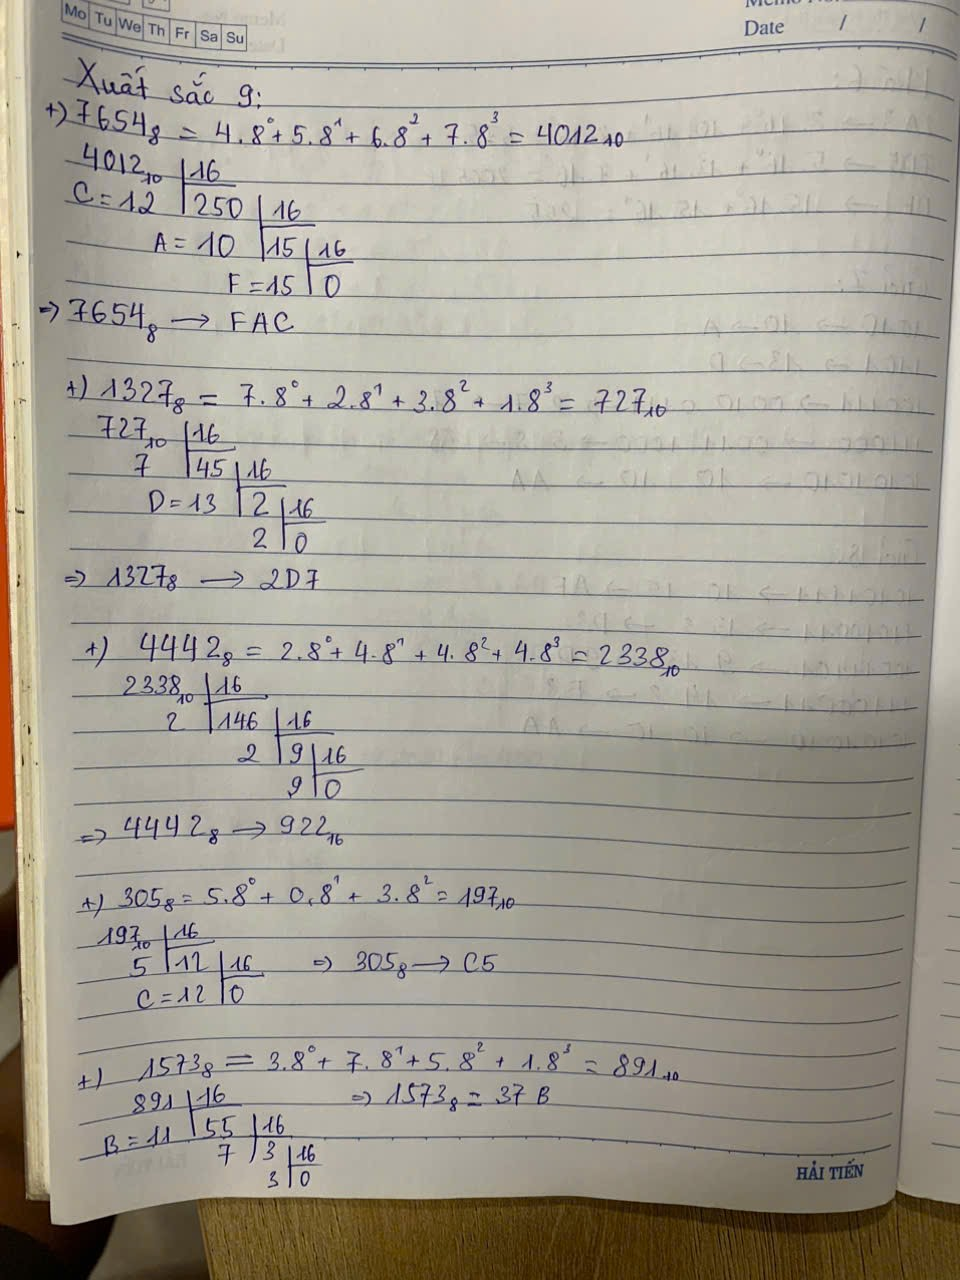 Mo Tu We Th Fr Sa Su
Date / /
Xuất sắc 9:
+) 7654₈ = 4.8⁰ + 5.8¹ + 6.8² + 7.8³ = 4012₁₀
4012₁₀ 16
C = 12 250 16
A = 10 15 16
F = 15 0
⇒ 7654₈ → FAC
+) 1327₈ = 7.8⁰ + 2.8¹ + 3.8² + 1.8³ = 727₁₀
727₁₀ 16
7 45 16
D = 13 2 16
2 0
⇒ 1327₈ → 2D7
+) 4442₈ = 2.8⁰ + 4.8¹ + 4.8² + 4.8³ = 2338₁₀
2338₁₀ 16
2 146 16
2 9 16
9 0
⇒ 4442₈ → 922₁₆
+) 305₈ = 5.8⁰ + 0.8¹ + 3.8² = 197₁₀
197₁₀ 16
5 12 16 ⇒ 305₈ → C5
C = 12 0
+) 1573₈ = 3.8⁰ + 7.8¹ + 5.8² + 1.8³ = 891₁₀
891 16 ⇒ 1573₈ = 37B
B = 11 55 16
7 3 16
3 0
HẢI TIẾN